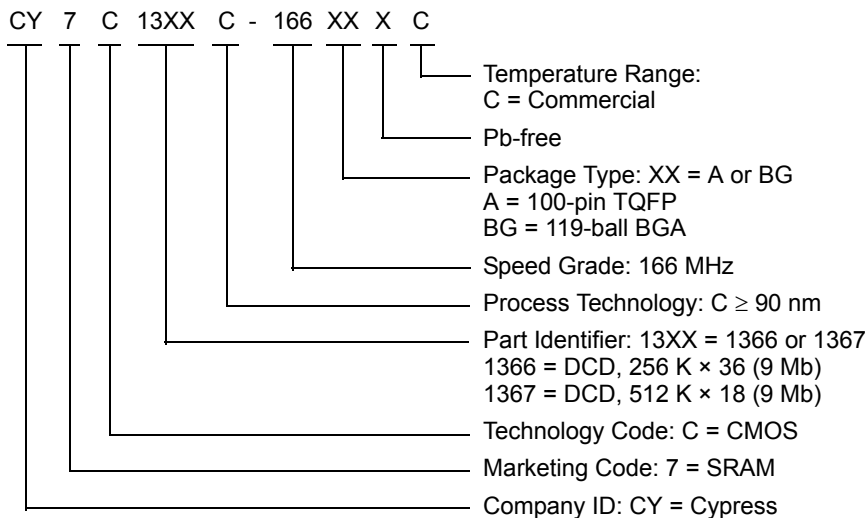 CY 7 C 13XX C - 166 XX X C
Temperature Range:
C = Commercial
Pb-free
Package Type: XX = A or BG
A = 100-pin TQFP
BG = 119-ball BGA
Speed Grade: 166 MHz
Process Technology: C ≥ 90 nm
Part Identifier: 13XX = 1366 or 1367
1366 = DCD, 256 K × 36 (9 Mb)
1367 = DCD, 512 K × 18 (9 Mb)
Technology Code: C = CMOS
Marketing Code: 7 = SRAM
Company ID: CY = Cypress